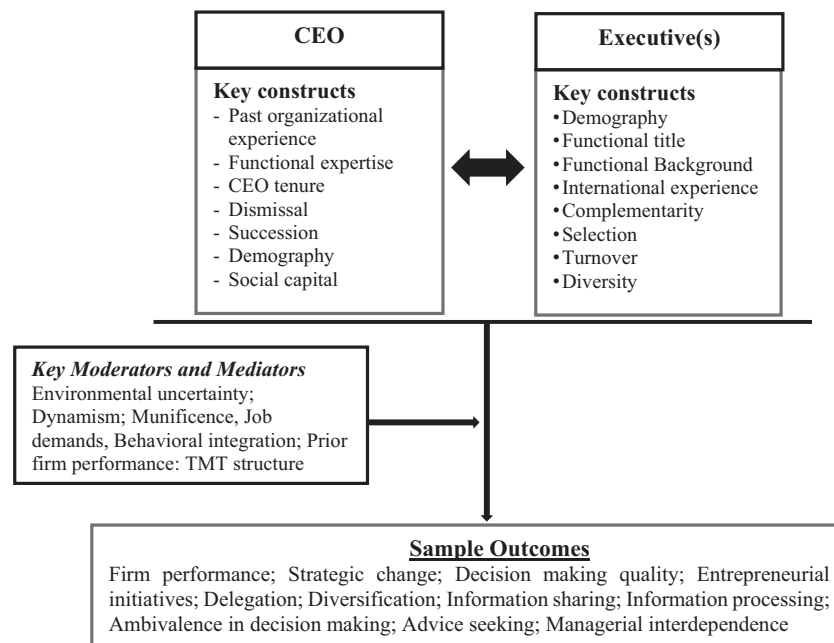 CEO
Key constructs
- Past organizational
experience
- Functional expertise
- CEO tenure
- Dismissal
- Succession
- Demography
- Social capital
Executive(s)
Key constructs
•Demography
•Functional title
•Functional Background
•International experience
•Complementarity
•Selection
•Turnover
•Diversity
Key Moderators and Mediators
Environmental uncertainty;
Dynamism; Munificence, Job
demands, Behavioral integration; Prior
firm performance: TMT structure
Sample Outcomes
Firm performance; Strategic change; Decision making quality; Entrepreneurial
initiatives; Delegation; Diversification; Information sharing; Information processing;
Ambivalence in decision making; Advice seeking; Managerial interdependence